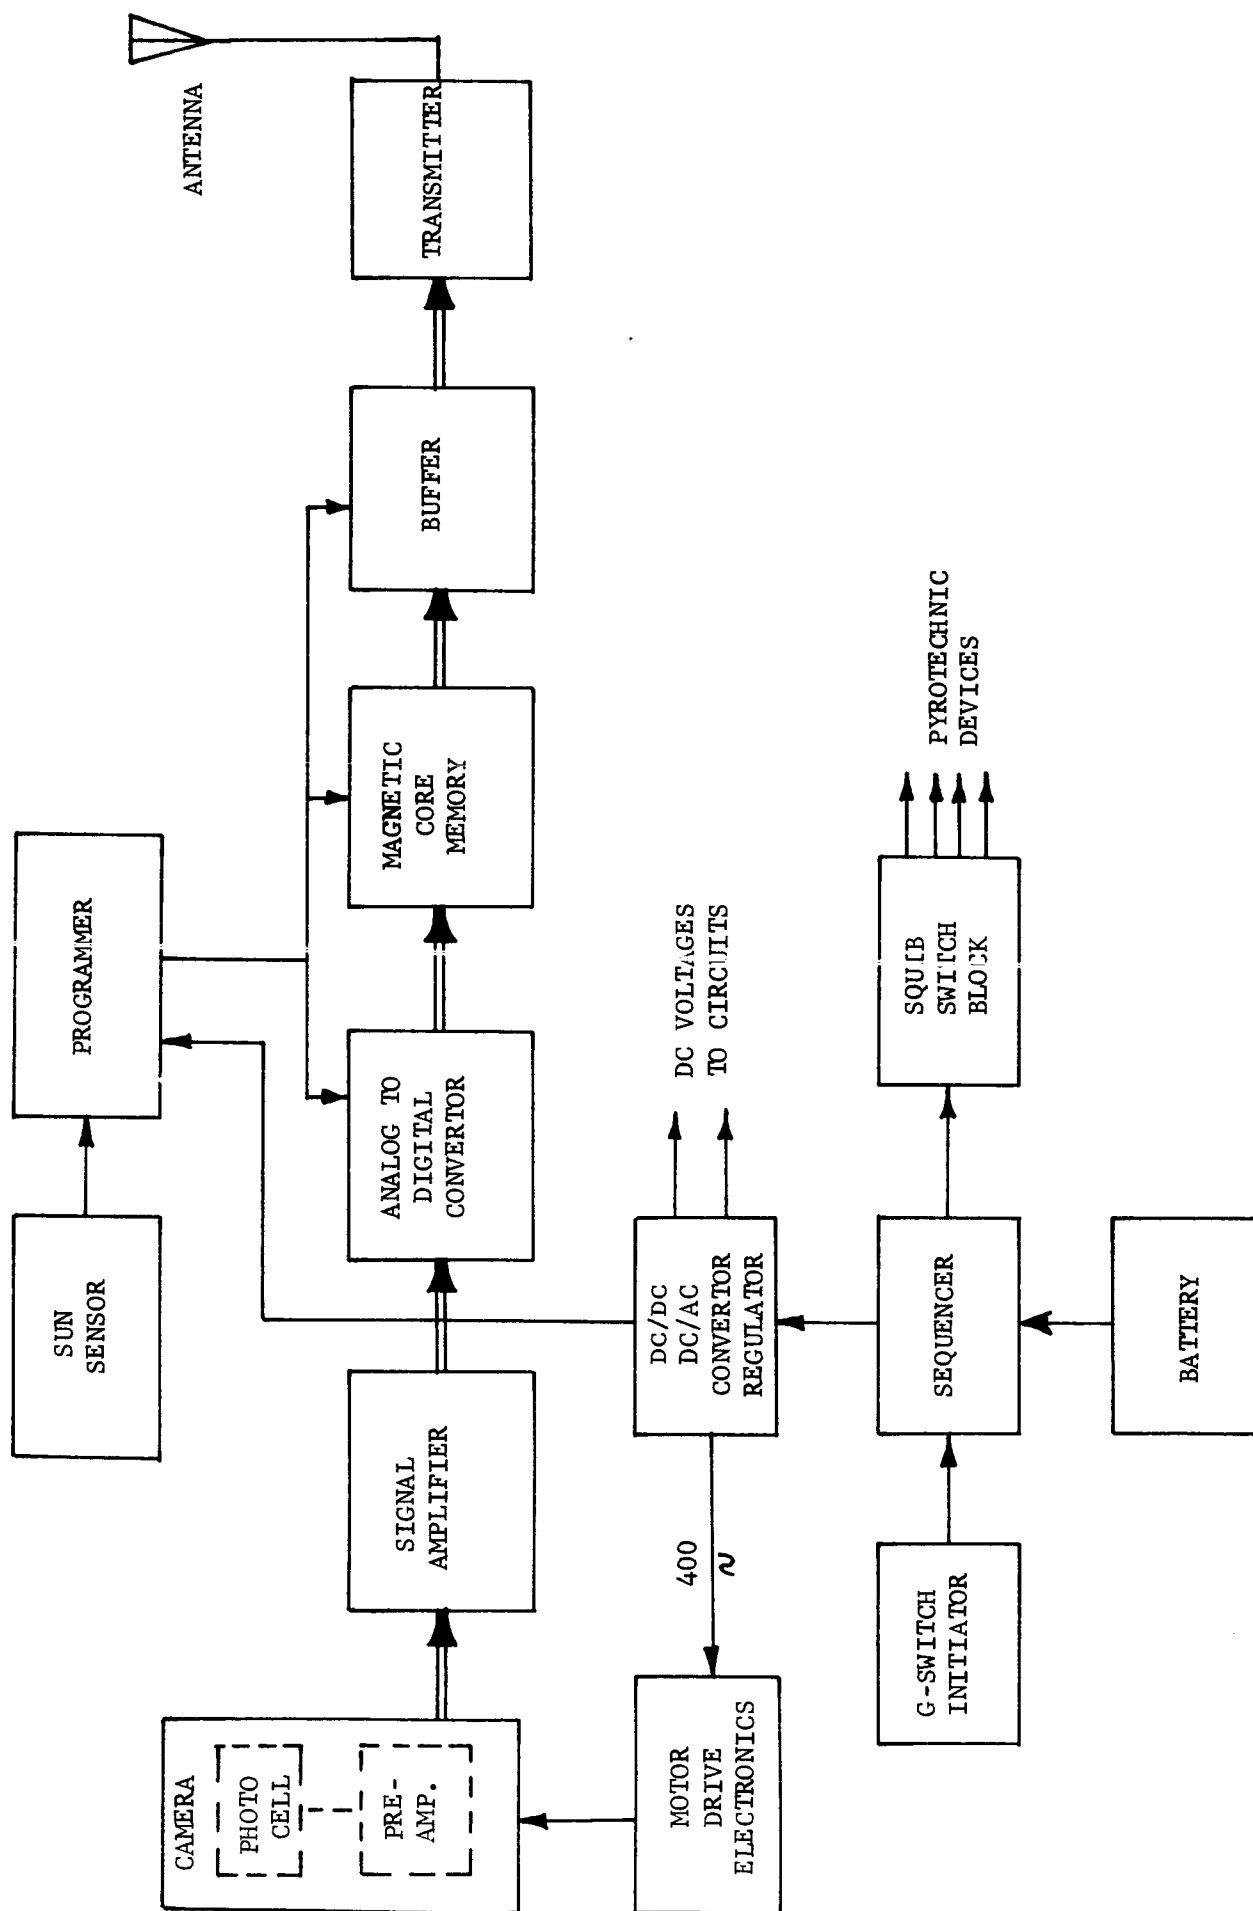 SUN
SENSOR
PROGRAMMER
CAMERA
PHOTO
CELL
PRE-
AMP.
SIGNAL
AMPLIFIER
ANALOG TO
DIGITAL
CONVERTOR
MAGNETIC
CORE
MEMORY
BUFFER
TRANSMITTER
ANTENNA
MOTOR
DRIVE
ELECTRONICS
400
~
DC/DC
DC/AC
CONVERTOR
REGULATOR
DC VOLTAGES
TO CIRCUITS
G-SWITCH
INITIATOR
SEQUENCER
SQUIB
SWITCH
BLOCK
PYROTECHNIC
DEVICES
BATTERY